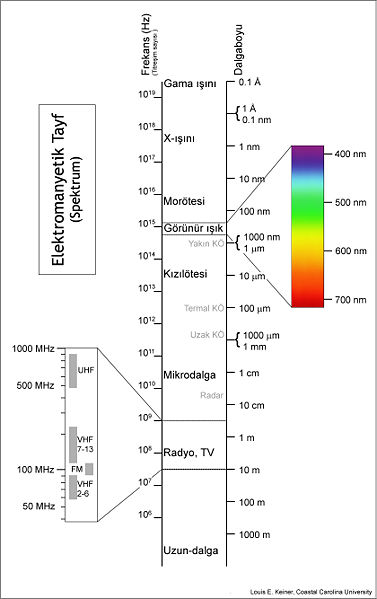 Elektromanyetik Tayf
(Spektrum)
Frekans (Hz)
(Titreşim sayısı)
Dalgaboyu
10¹⁹
10¹⁸
10¹⁷
10¹⁶
10¹⁵
10¹⁴
10¹³
10¹²
10¹¹
10¹⁰
10⁹
10⁸
10⁷
10⁶
Gama ışını
X-ışını
Morötesi
Görünür ışık
Yakın KÖ
Kızılötesi
Termal KÖ
Uzak KÖ
Mikrodalga
Radar
Radyo, TV
Uzun-dalga
0.1 Å
1 Å
0.1 nm
1 nm
10 nm
100 nm
1000 nm
1 µm
10 µm
100 µm
1000 µm
1 mm
1 cm
10 cm
1 m
10 m
100 m
1000 m
400 nm
500 nm
600 nm
700 nm
1000 MHz
500 MHz
100 MHz
50 MHz
UHF
VHF
7-13
FM
VHF
2-6
Louis E. Keiner, Coastal Carolina University